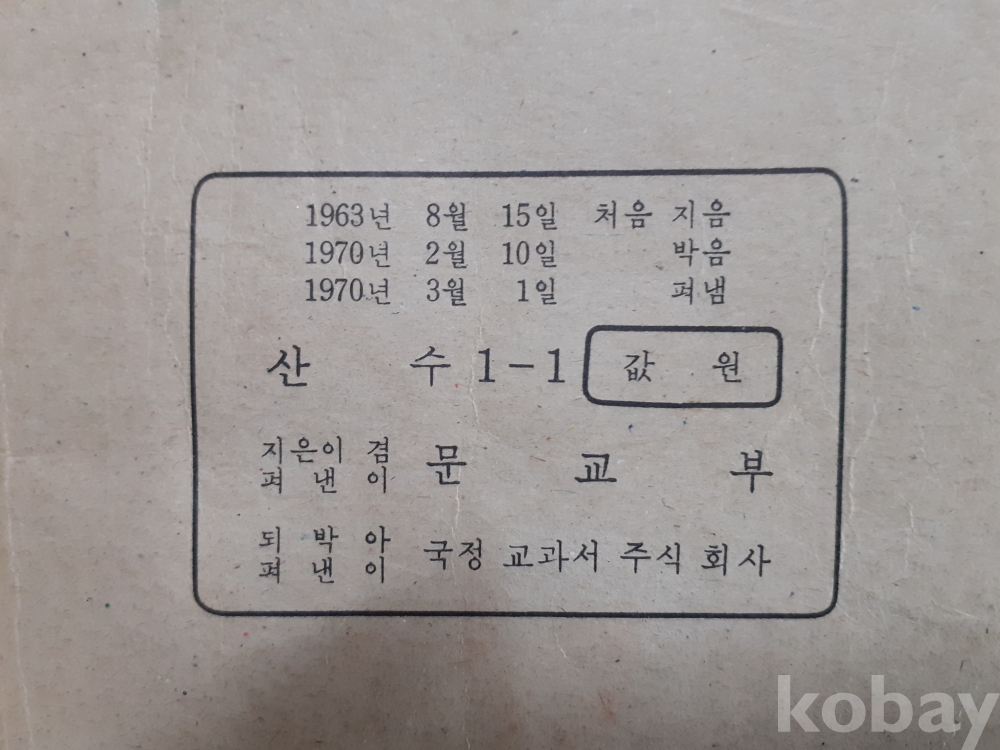 1963년 8월 15일 처음 지음
1970년 2월 10일 박음
1970년 3월 1일 펴냄
산 수 1-1 값 원
지은이 겸
펴 낸 이
문 교 부
되 박 아
펴 낸 이
국정 교과서 주식 회사
kobay